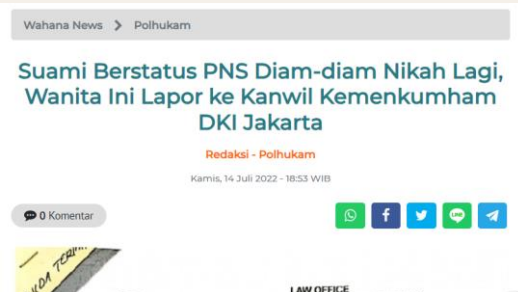 Wahana News > Polhukam
Suami Berstatus PNS Diam-diam Nikah Lagi,
Wanita Ini Lapor ke Kanwil Kemenkumham
DKI Jakarta
Redaksi - Polhukam
Kamis, 14 Juli 2022 - 18:53 WIB
0 Komentar
LINE
LAW OFFICE